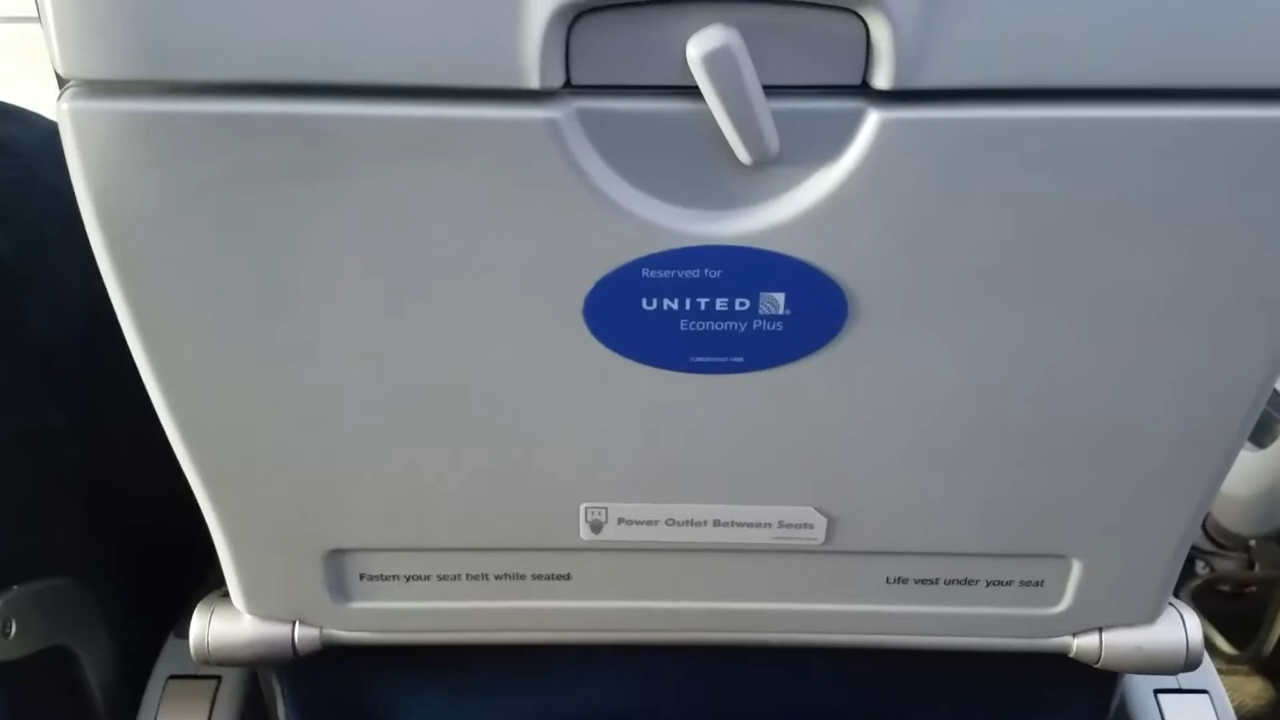 Reserved for
UNITED
Economy Plus
Power Outlet Between Seats
Fasten your seat belt while seated
Life vest under your seat